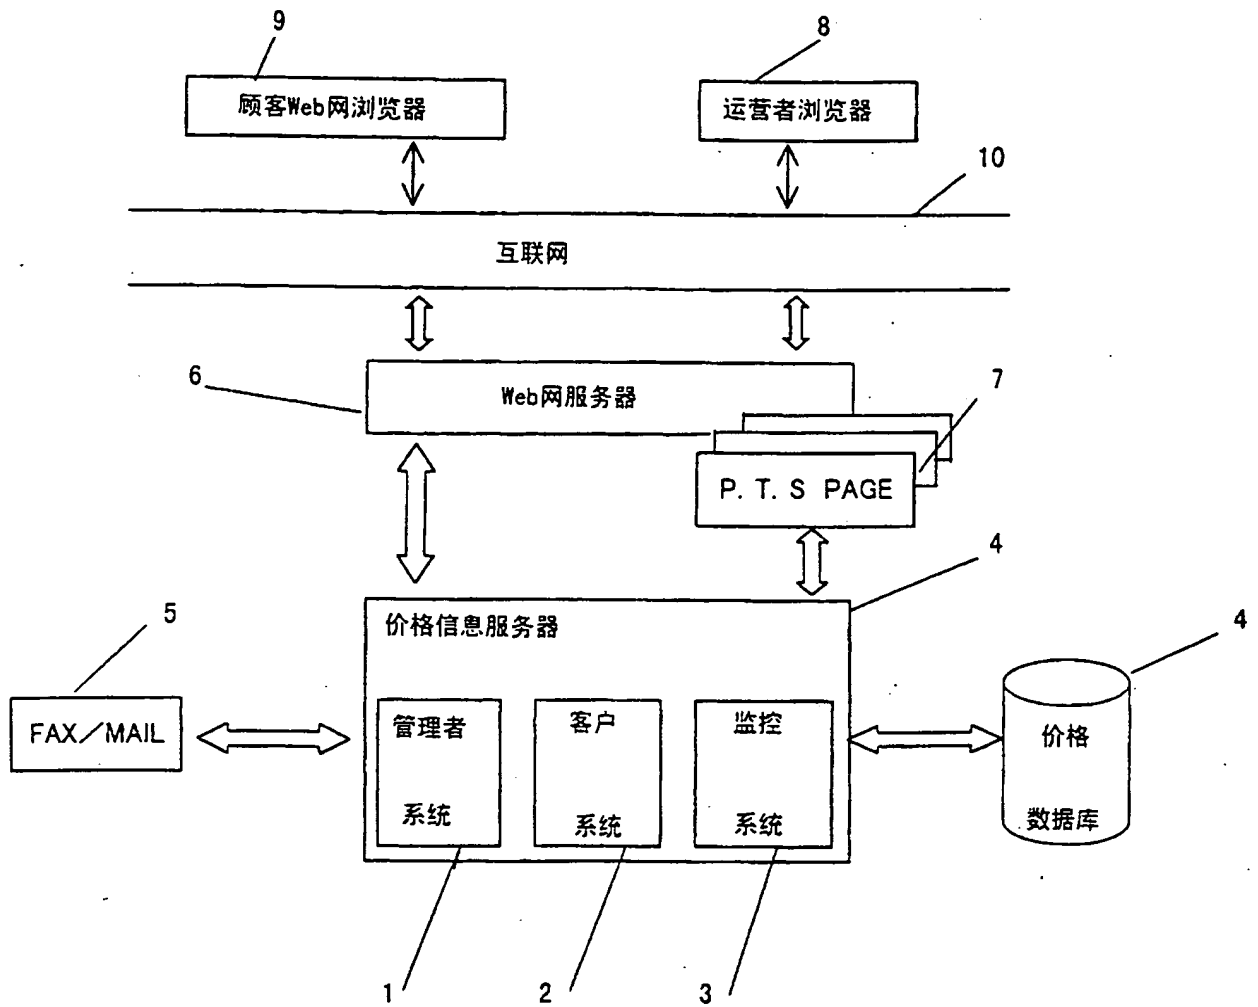 9
8
顾客Web网浏览器
运营者浏览器
10
互联网
6
Web网服务器
7
P. T. S PAGE
4
5
价格信息服务器
4
FAX／MAIL
管理者
系统
客户
系统
监控
系统
价格
数据库
1
2
3